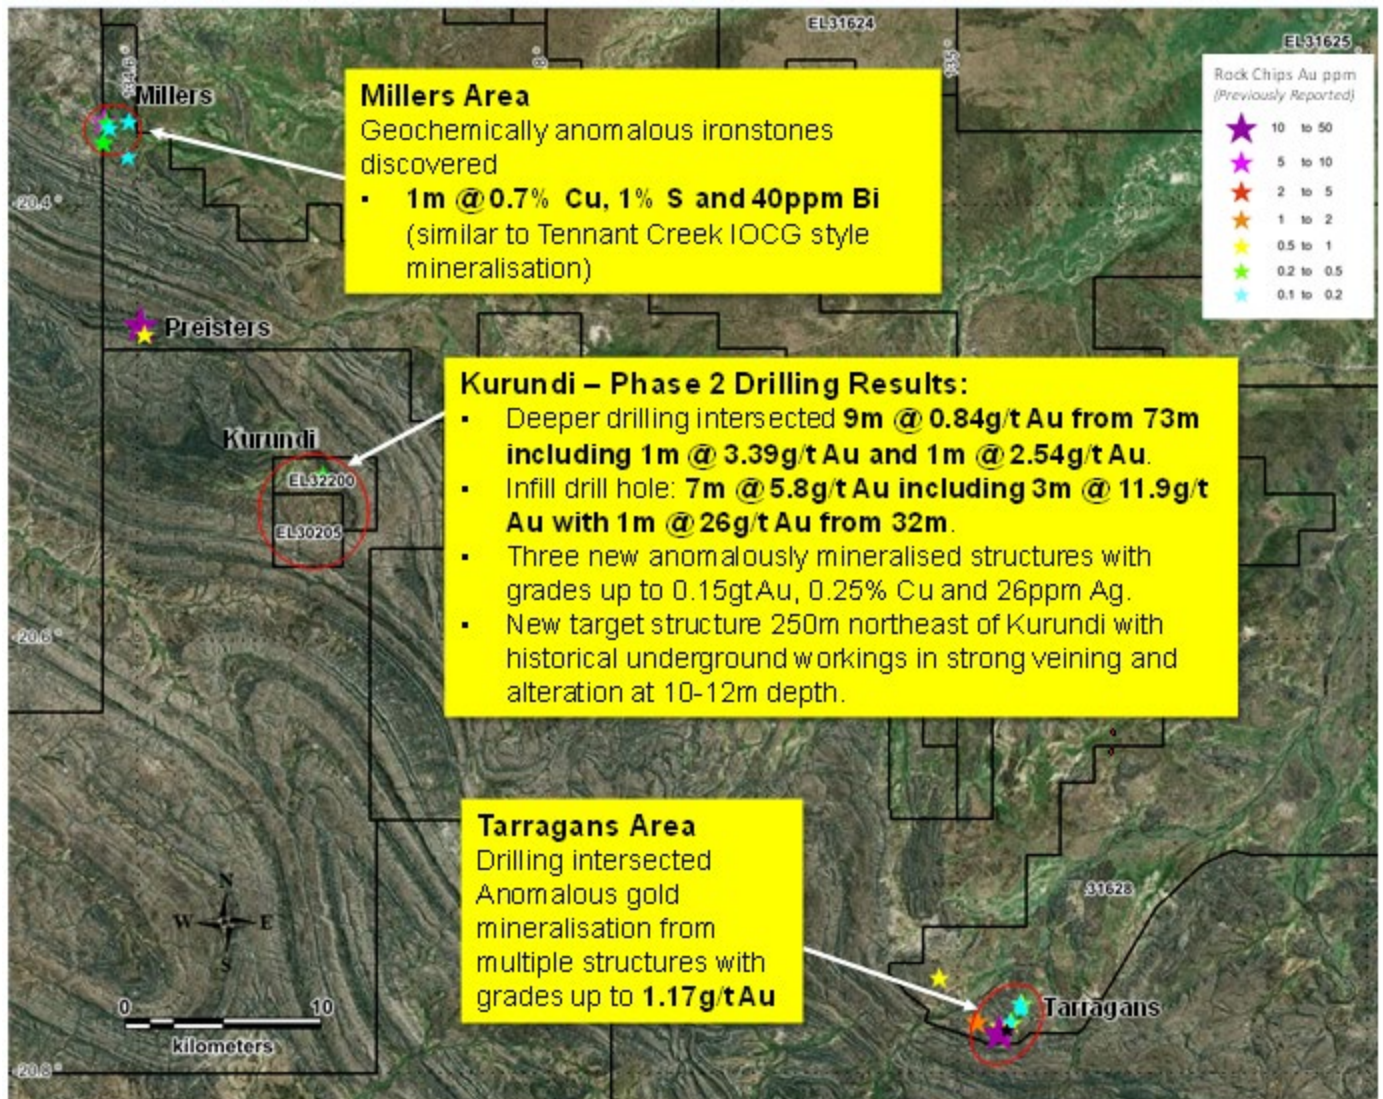 EL31624
EL31625
134.6°
8°
135°
Rock Chips Au ppm
(Previously Reported)
10 to 50
5 to 10
2 to 5
1 to 2
0.5 to 1
0.2 to 0.5
0.1 to 0.2
Millers
Millers Area
Geochemically anomalous ironstones
discovered
▪ 1m @ 0.7% Cu, 1% S and 40ppm Bi
(similar to Tennant Creek IOCG style
mineralisation)
-20.4°
Preisters
Kurundi – Phase 2 Drilling Results:
▪ Deeper drilling intersected 9m @ 0.84g/t Au from 73m
including 1m @ 3.39g/t Au and 1m @ 2.54g/t Au.
▪ Infill drill hole: 7m @ 5.8g/t Au including 3m @ 11.9g/t
Au with 1m @ 26g/t Au from 32m.
▪ Three new anomalously mineralised structures with
grades up to 0.15gt Au, 0.25% Cu and 26ppm Ag.
▪ New target structure 250m northeast of Kurundi with
historical underground workings in strong veining and
alteration at 10-12m depth.
Kurundi
EL32200
EL30205
-20.6°
Tarragans Area
Drilling intersected
Anomalous gold
mineralisation from
multiple structures with
grades up to 1.17g/t Au
31628
N
W E
S
0 10
kilometers
Tarragans
-20.8°